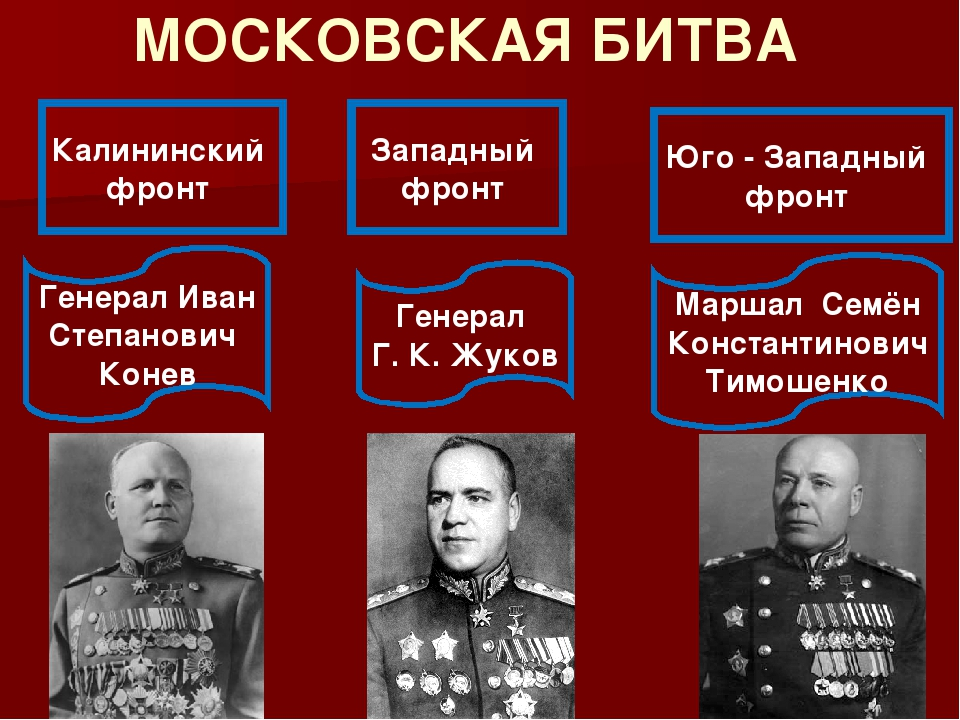 МОСКОВСКАЯ БИТВА
Калининский
фронт
Западный
фронт
Юго - Западный
фронт
Генерал Иван
Степанович
Конев
Генерал
Г. К. Жуков
Маршал Семён
Константинович
Тимошенко